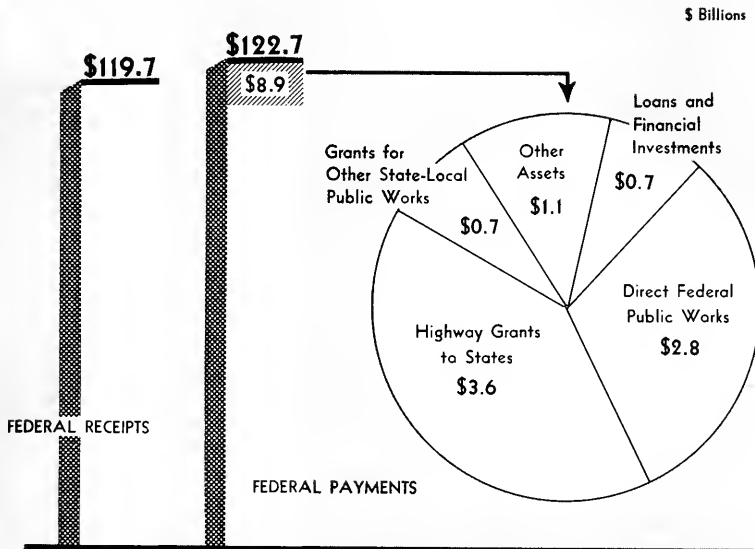 $ Billions
$119.7
$122.7
$8.9
Loans and
Financial
Investments
$0.7
Other
Assets
$1.1
Grants for
Other State-Local
Public Works
$0.7
Direct Federal
Public Works
$2.8
Highway Grants
to States
$3.6
FEDERAL RECEIPTS
FEDERAL PAYMENTS